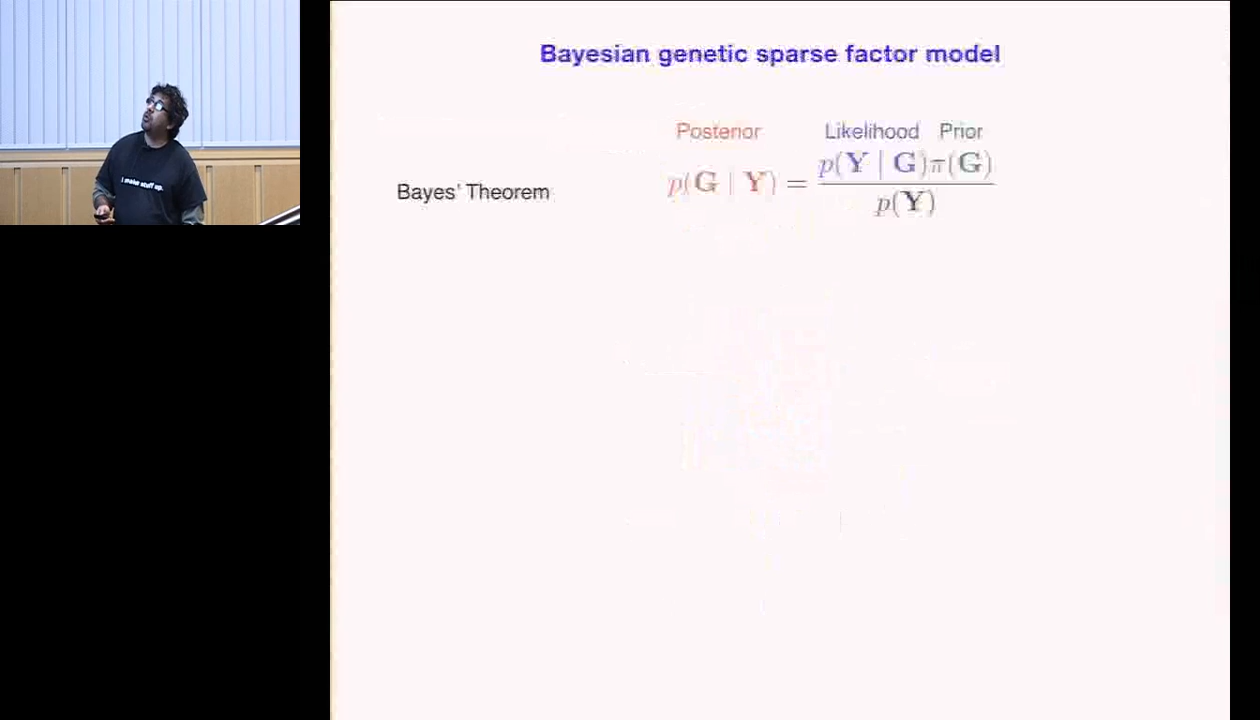 Bayesian genetic sparse factor model
Posterior Likelihood Prior
Bayes' Theorem p(G | Y) = p(Y | G)π(G) / p(Y)
I make stuff up.